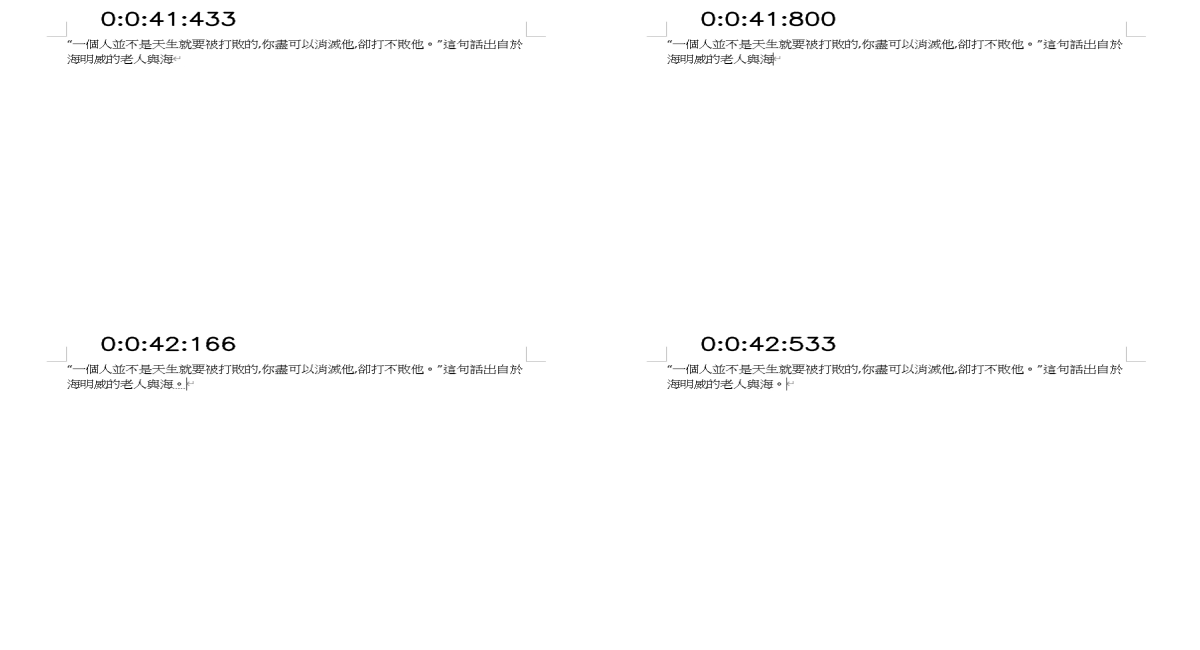 0:0:41:433
“一個人並不是天生就要被打敗的,你盡可以消滅他,卻打不敗他。”這句話出自於
海明威的老人與海
0:0:41:800
“一個人並不是天生就要被打敗的,你盡可以消滅他,卻打不敗他。”這句話出自於
海明威的老人與海
0:0:42:166
“一個人並不是天生就要被打敗的,你盡可以消滅他,卻打不敗他。”這句話出自於
海明威的老人與海。
0:0:42:533
“一個人並不是天生就要被打敗的,你盡可以消滅他,卻打不敗他。”這句話出自於
海明威的老人與海。